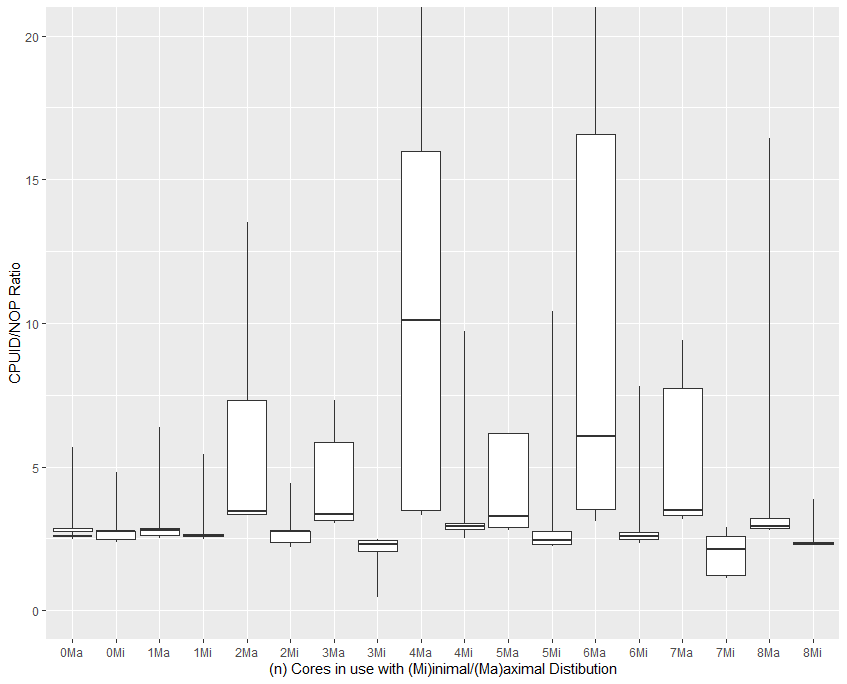 20
15
10
5
0
CPUID/NOP Ratio
0Ma 0Mi 1Ma 1Mi 2Ma 2Mi 3Ma 3Mi 4Ma 4Mi 5Ma 5Mi 6Ma 6Mi 7Ma 7Mi 8Ma 8Mi
(n) Cores in use with (Mi)inimal/(Ma)aximal Distibution